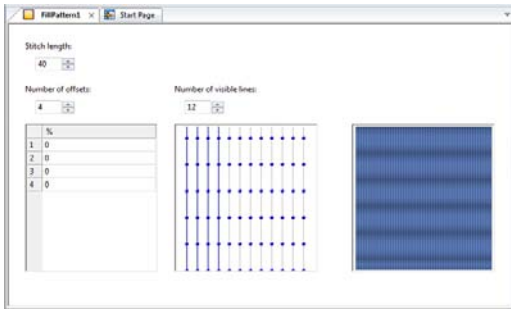 FillPattern1 Start Page
Stitch length:
40
Number of offsets: Number of visible lines:
4 12
%
1 0
2 0
3 0
4 0